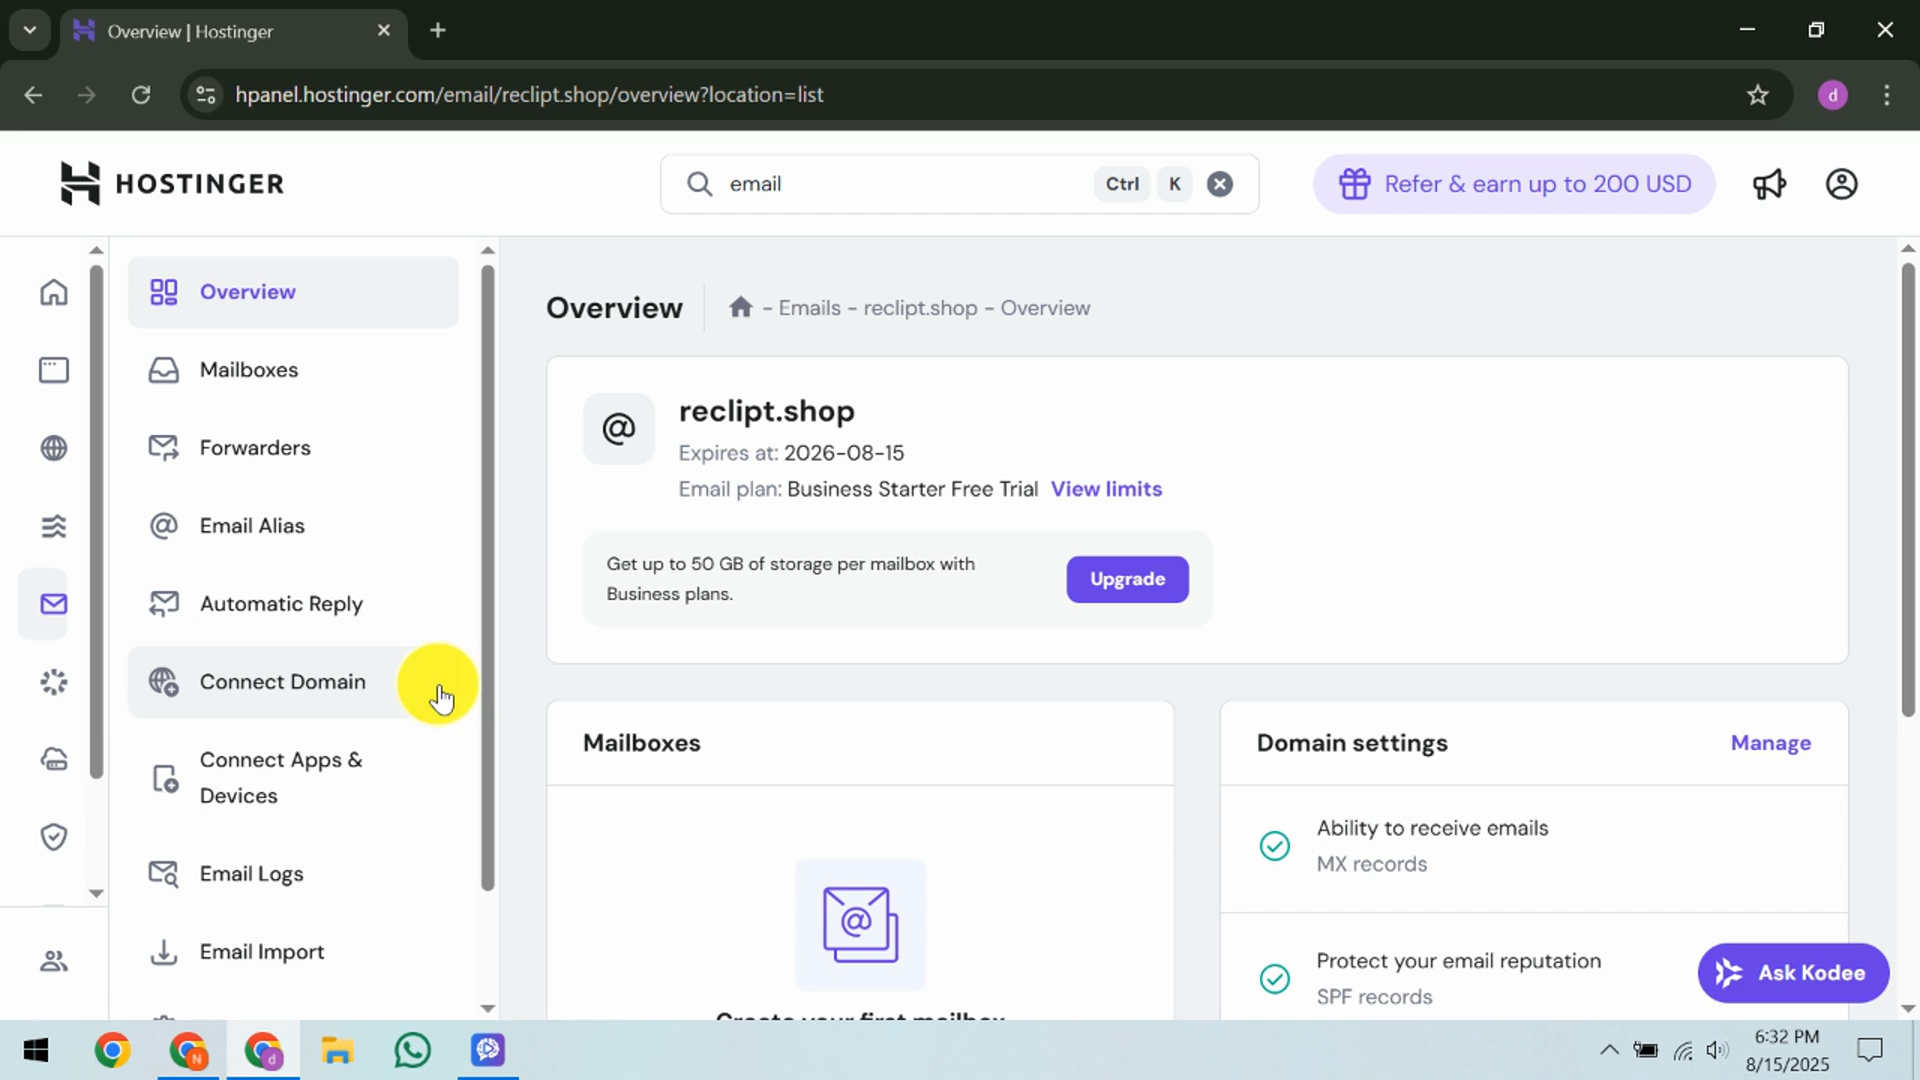 Overview | Hostinger
hpanel.hostinger.com/email/reclipt.shop/overview?location=list
d
HOSTINGER
email
Ctrl K
Refer & earn up to 200 USD
Overview
Mailboxes
Forwarders
Email Alias
Automatic Reply
Connect Domain
Connect Apps &
Devices
Email Logs
Email Import
Overview
- Emails - reclipt.shop - Overview
@
reclipt.shop
Expires at: 2026-08-15
Email plan: Business Starter Free Trial View limits
Get up to 50 GB of storage per mailbox with
Business plans.
Upgrade
Mailboxes
@
Create your first mailbox
Domain settings
Manage
Ability to receive emails
MX records
Protect your email reputation
SPF records
Ask Kodee
N
d
6:32 PM
8/15/2025